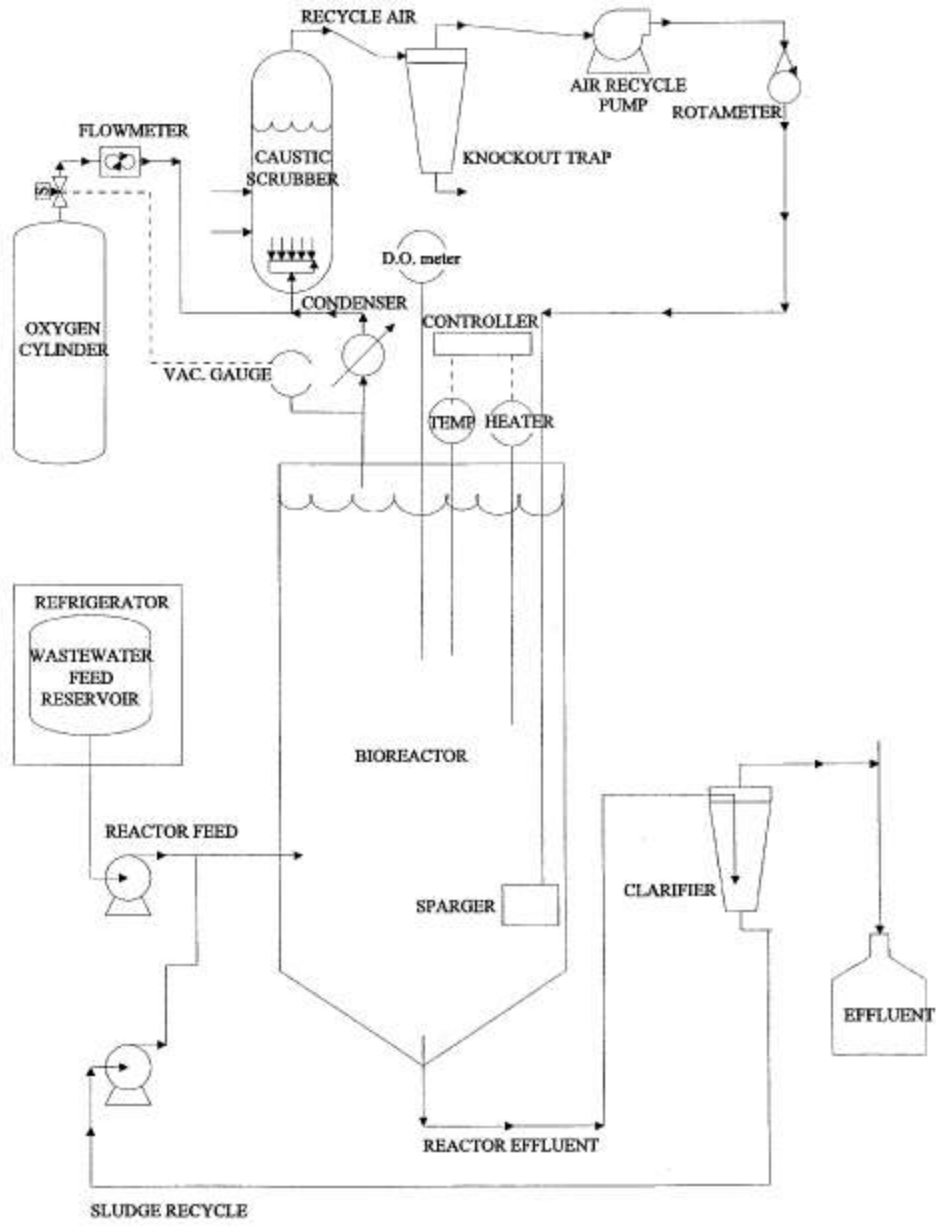 RECYCLE AIR
AIR RECYCLE
PUMP
ROTAMETER
FLOWMETER
CAUSTIC
SCRUBBER
KNOCKOUT TRAP
S
D.O. meter
CONDENSER
CONTROLLER
OXYGEN
CYLINDER
VAC. GAUGE
TEMP
HEATER
REFRIGERATOR
WASTEWATER
FEED
RESERVOIR
BIOREACTOR
REACTOR FEED
CLARIFIER
SPARGER
EFFLUENT
REACTOR EFFLUENT
SLUDGE RECYCLE